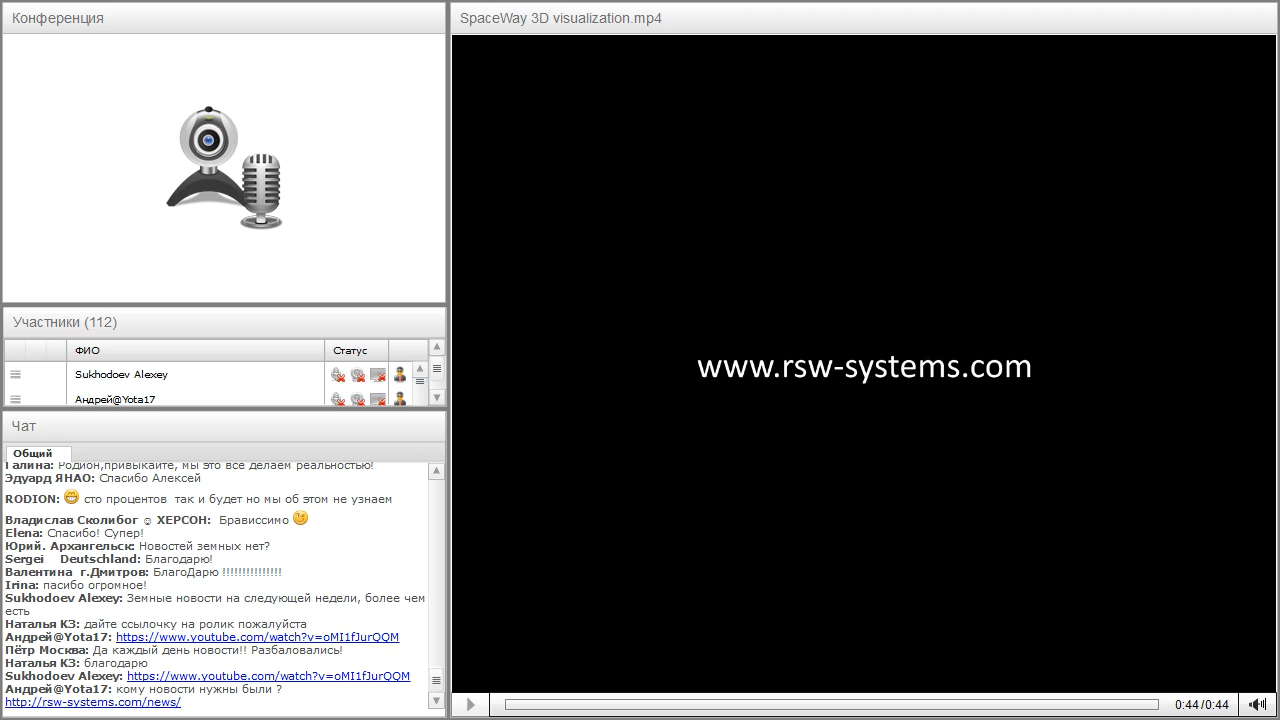 Конференция
SpaceWay 3D visualization.mp4
www.rsw-systems.com
Участники (112)
ФИО Статус
Sukhodoev Alexey
Андрей@Yota17
Чат
Общий
Галина: Родион,привыкайте, мы это все делаем реальностью!
Эдуард ЯНАО: Спасибо Алексей
RODION: сто процентов так и будет но мы об этом не узнаем
Владислав Сколибог ☺ ХЕРСОН: Брависсимо
Elena: Спасибо! Супер!
Юрий. Архангельск: Новостей земных нет?
Sergei Deutschland: Благодарю!
Валентина г.Дмитров: БлагоДарю !!!!!!!!!!!!!!!
Irina: пасибо огромное!
Sukhodoev Alexey: Земные новости на следующей недели, более чем
есть
Наталья КЗ: дайте ссылочку на ролик пожалуйста
Андрей@Yota17: https://www.youtube.com/watch?v=oMI1fJurQQM
Пётр Москва: Да каждый день новости!! Разбаловались!
Наталья КЗ: благодарю
Sukhodoev Alexey: https://www.youtube.com/watch?v=oMI1fJurQQM
Андрей@Yota17: кому новости нужны были ?
http://rsw-systems.com/news/
0:44/0:44